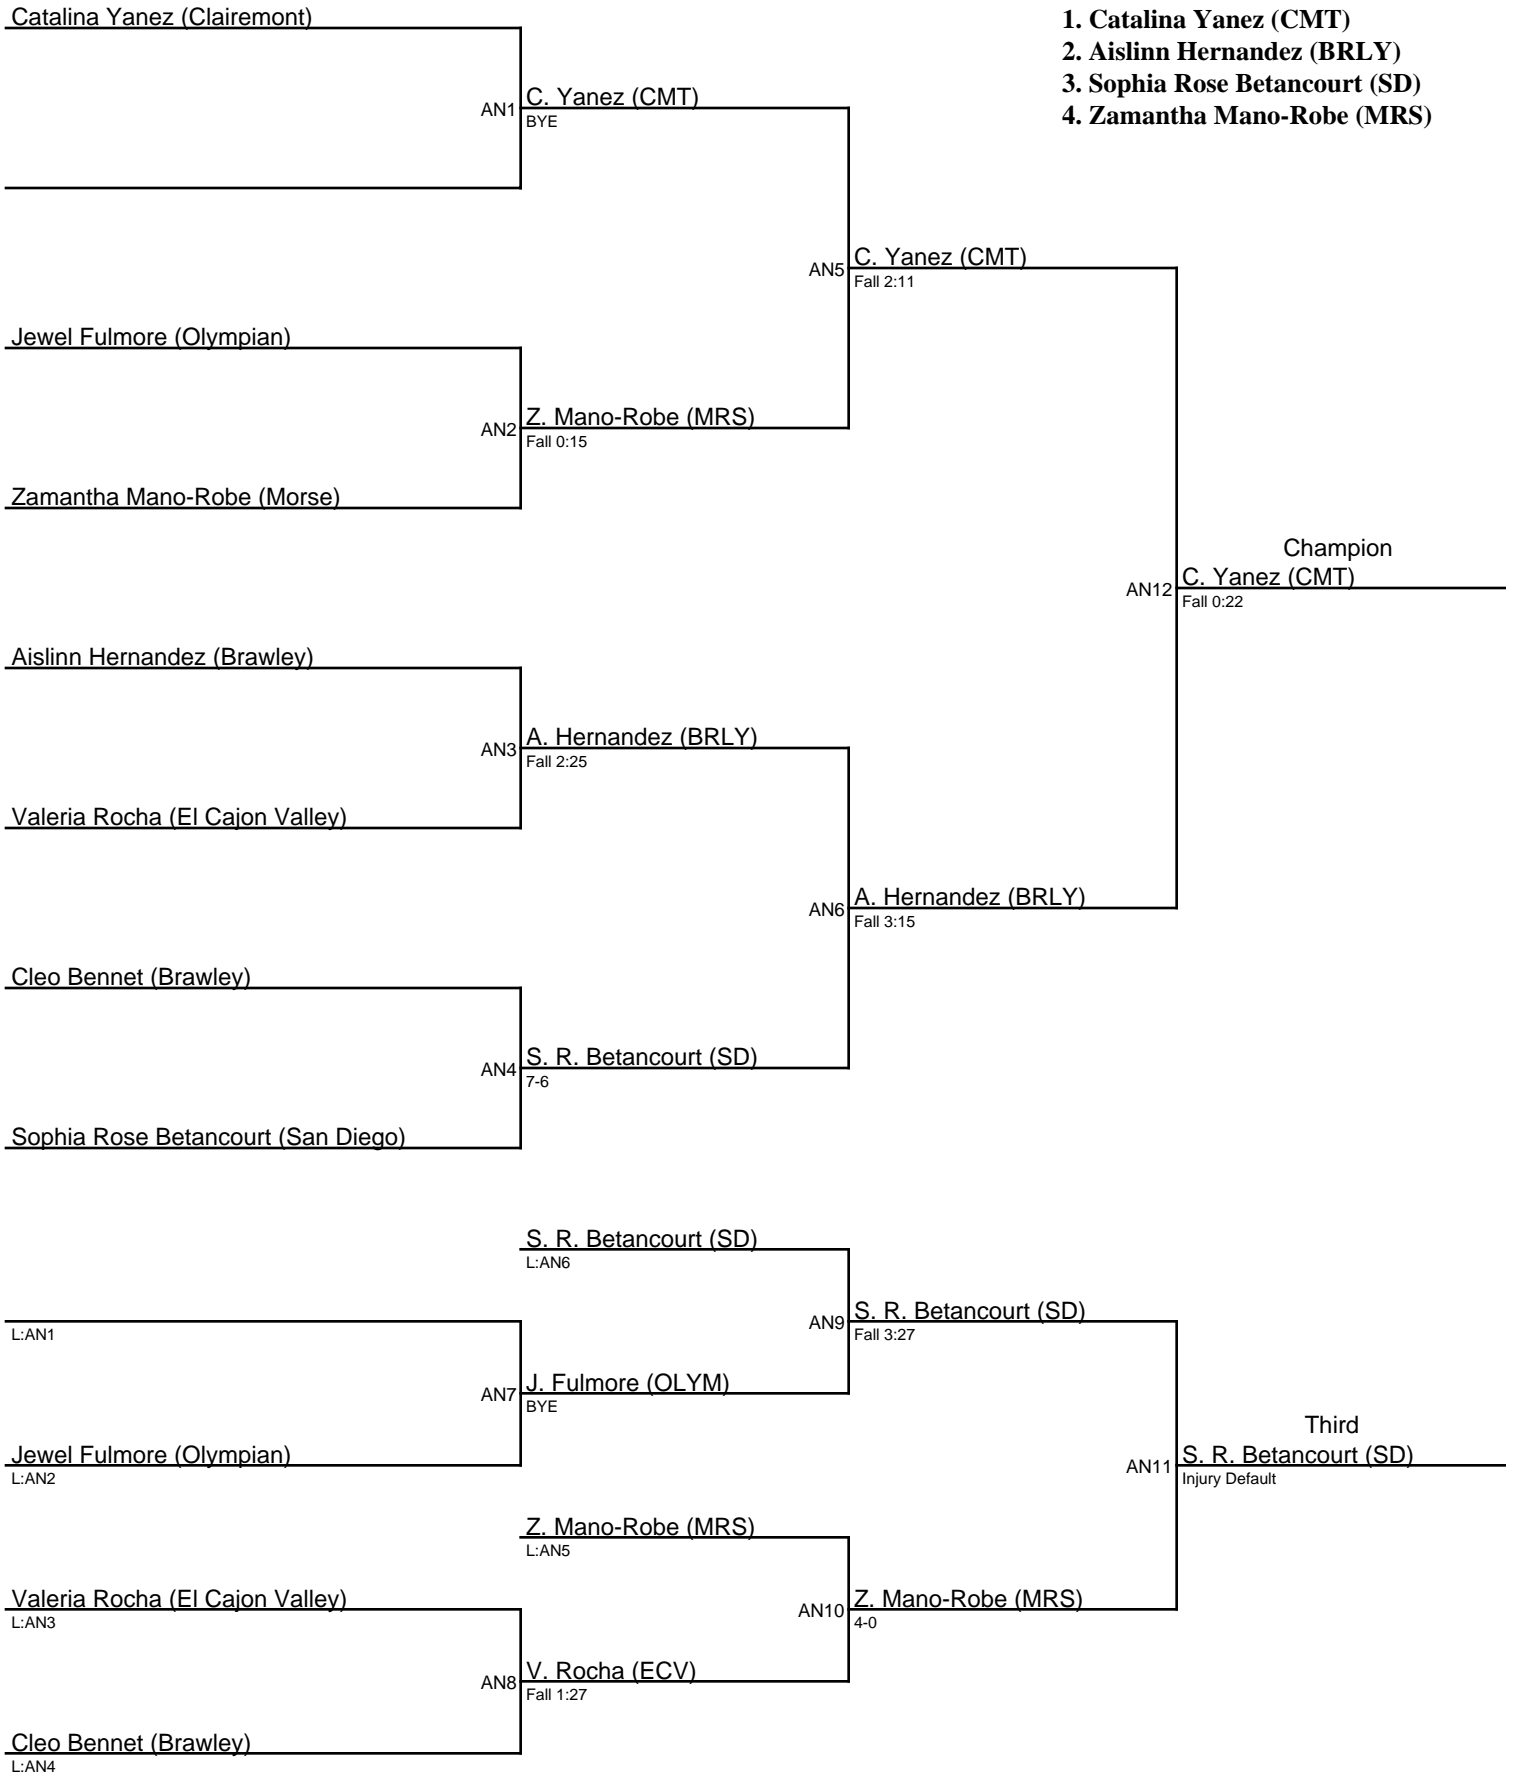 Catalina Yanez (Clairemont)
1. Catalina Yanez (CMT)
2. Aislinn Hernandez (BRLY)
3. Sophia Rose Betancourt (SD)
4. Zamantha Mano-Robe (MRS)
AN1
C. Yanez (CMT)
BYE
AN5
C. Yanez (CMT)
Fall 2:11
Jewel Fulmore (Olympian)
AN2
Z. Mano-Robe (MRS)
Fall 0:15
Zamantha Mano-Robe (Morse)
Champion
AN12
C. Yanez (CMT)
Fall 0:22
Aislinn Hernandez (Brawley)
AN3
A. Hernandez (BRLY)
Fall 2:25
Valeria Rocha (El Cajon Valley)
AN6
A. Hernandez (BRLY)
Fall 3:15
Cleo Bennet (Brawley)
AN4
S. R. Betancourt (SD)
7-6
Sophia Rose Betancourt (San Diego)
S. R. Betancourt (SD)
L:AN6
L:AN1
AN9
S. R. Betancourt (SD)
Fall 3:27
AN7
J. Fulmore (OLYM)
BYE
Jewel Fulmore (Olympian)
L:AN2
Third
AN11
S. R. Betancourt (SD)
Injury Default
Z. Mano-Robe (MRS)
L:AN5
Valeria Rocha (El Cajon Valley)
L:AN3
AN10
Z. Mano-Robe (MRS)
4-0
AN8
V. Rocha (ECV)
Fall 1:27
Cleo Bennet (Brawley)
L:AN4